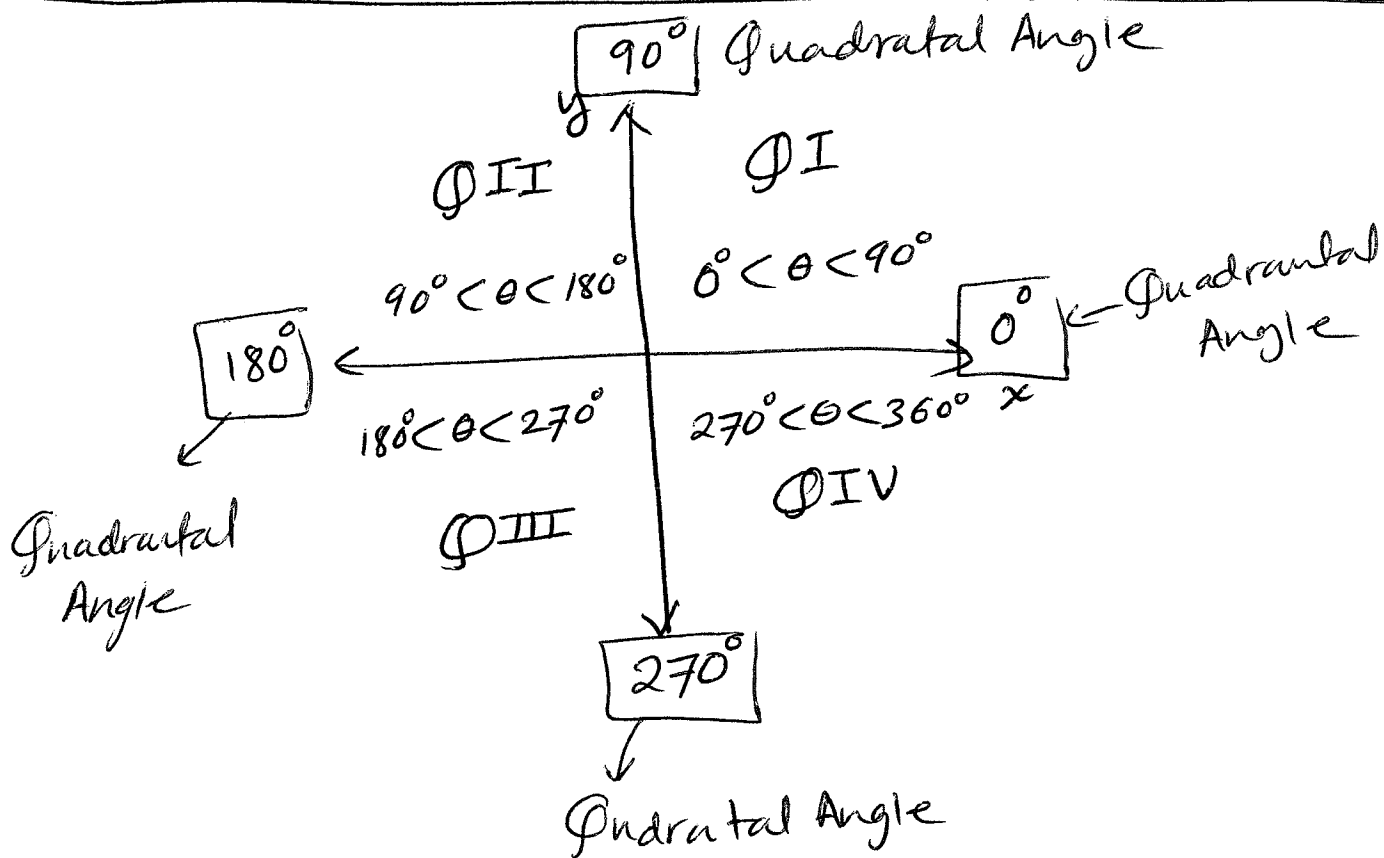 90° Quadratal Angle
y
QII QI
90° < θ < 180° 0° < θ < 90°
180° 0° Quadrantal
Angle
x
180° < θ < 270° 270° < θ < 360°
QIII QIV
Quadrantal
Angle
270°
Qudratal Angle